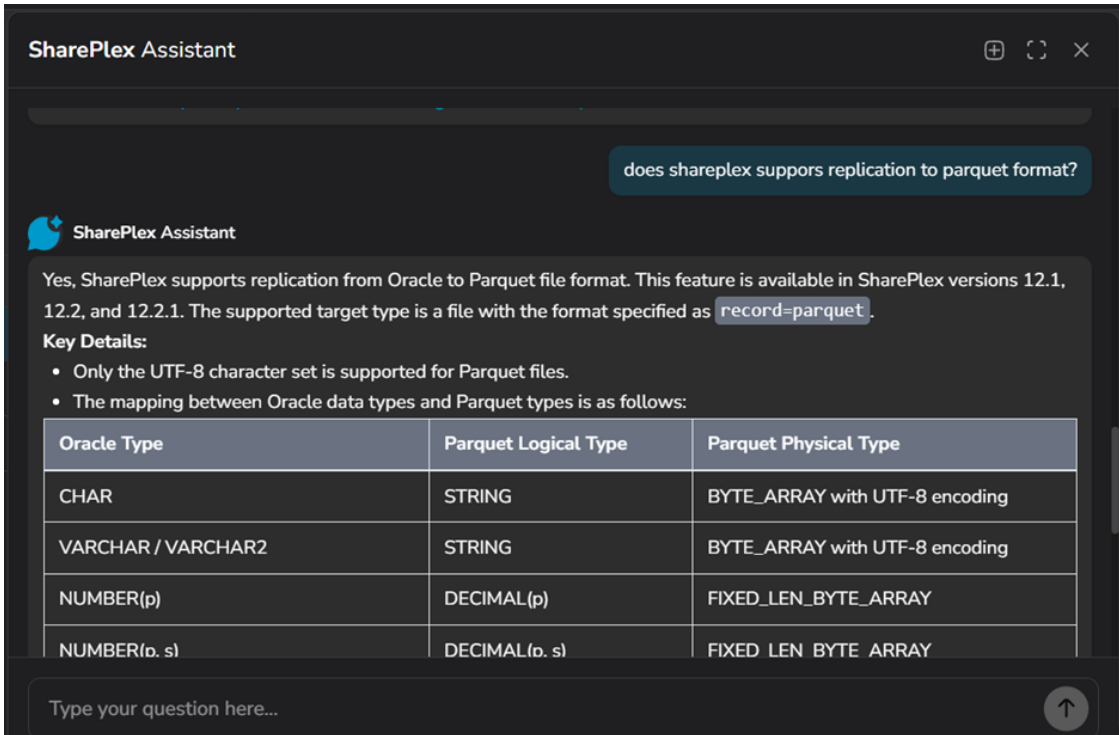 SharePlex Assistant
does shareplex suppors replication to parquet format?
SharePlex Assistant
Yes, SharePlex supports replication from Oracle to Parquet file format. This feature is available in SharePlex versions 12.1,
12.2, and 12.2.1. The supported target type is a file with the format specified as record=parquet.
Key Details:
• Only the UTF-8 character set is supported for Parquet files.
• The mapping between Oracle data types and Parquet types is as follows:
Oracle Type Parquet Logical Type Parquet Physical Type
CHAR STRING BYTE_ARRAY with UTF-8 encoding
VARCHAR / VARCHAR2 STRING BYTE_ARRAY with UTF-8 encoding
NUMBER(p) DECIMAL(p) FIXED_LEN_BYTE_ARRAY
NUMBER(p, s) DECIMAL(p, s) FIXED_LEN_BYTE_ARRAY
Type your question here...